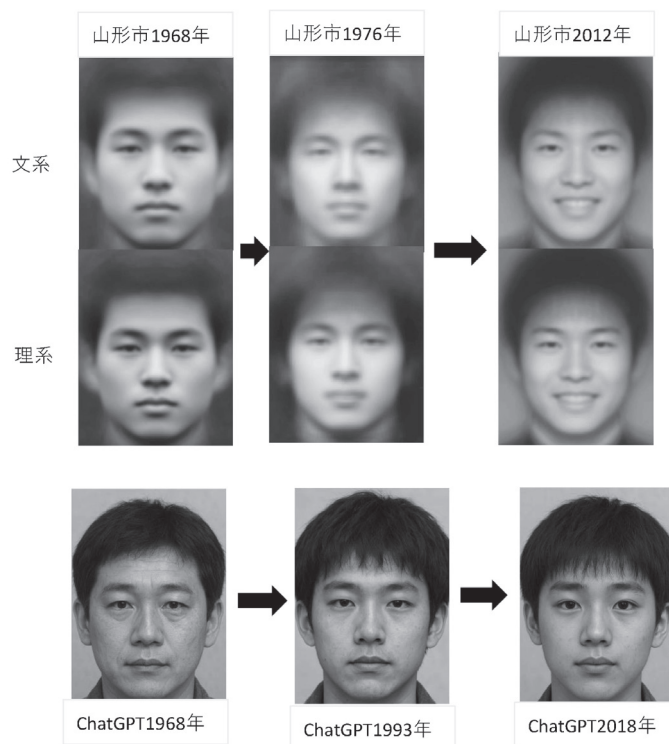 山形市1968年
山形市1976年
山形市2012年
文系
理系
ChatGPT1968年
ChatGPT1993年
ChatGPT2018年